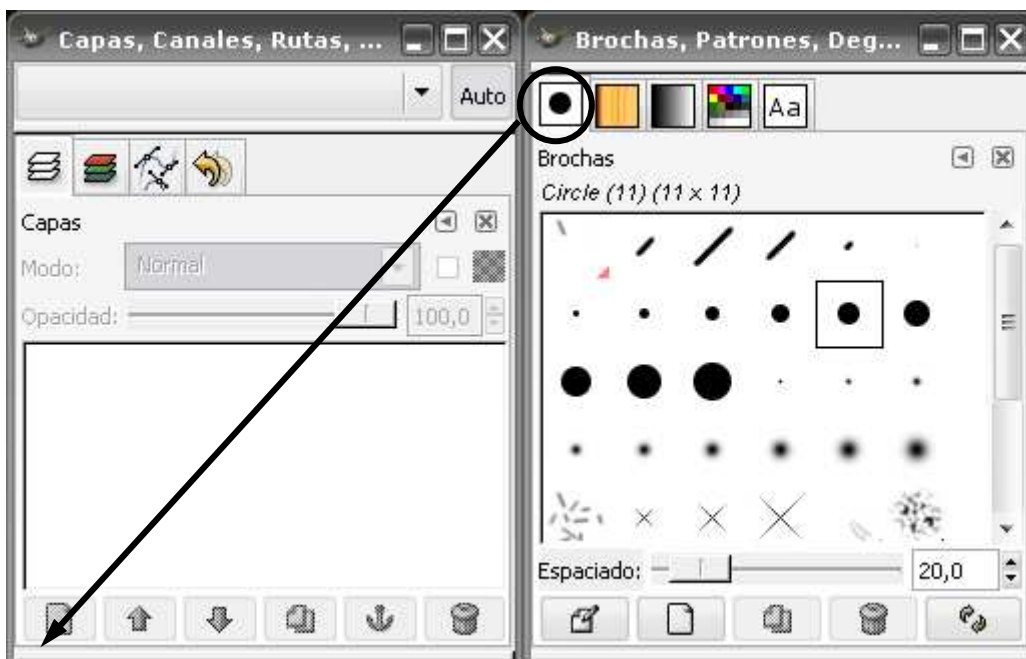 Capas, Canales, Rutas, ...
Auto
Capas
Modo: Normal
Opacidad: 100,0
Brochas, Patrones, Deg...
Aa
Brochas
Circle (11) (11 x 11)
Espaciado: 20,0